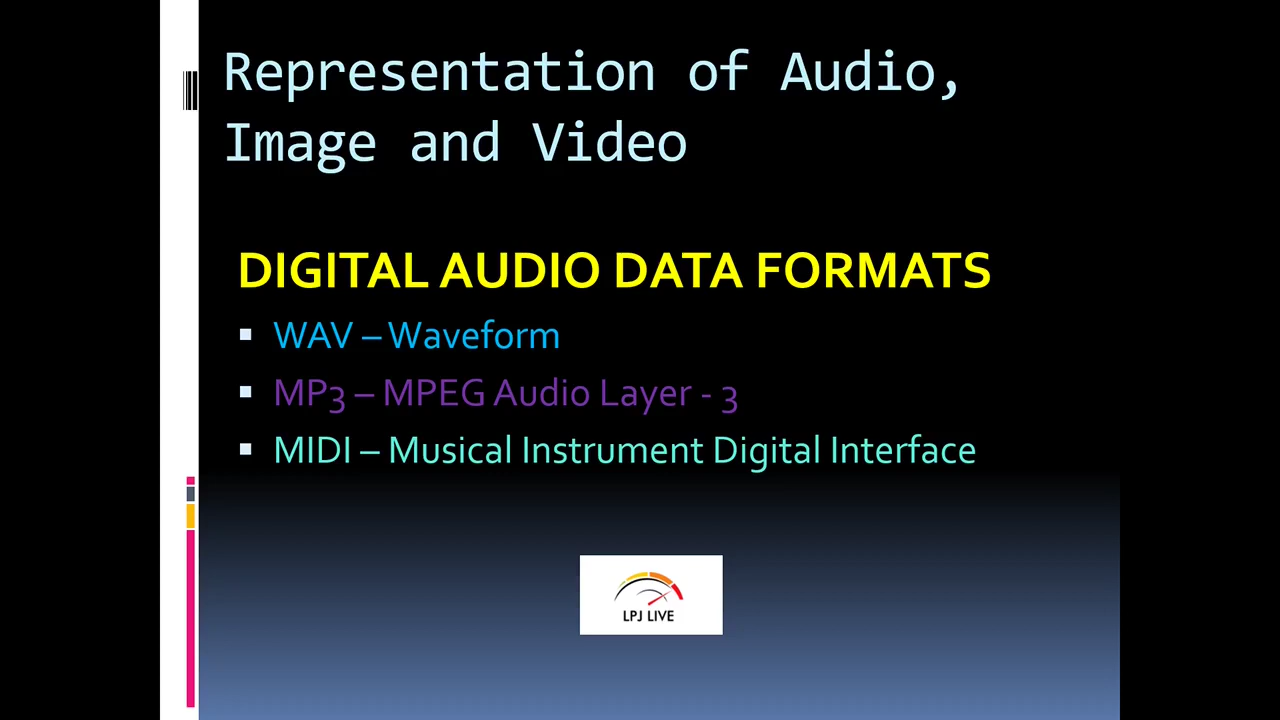 Representation of Audio,
Image and Video
DIGITAL AUDIO DATA FORMATS
▪ WAV – Waveform
▪ MP3 – MPEG Audio Layer - 3
▪ MIDI – Musical Instrument Digital Interface
LPJ LIVE